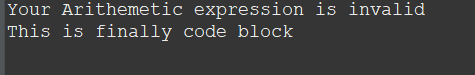 Your Arithemetic expression is invalid
This is finally code block